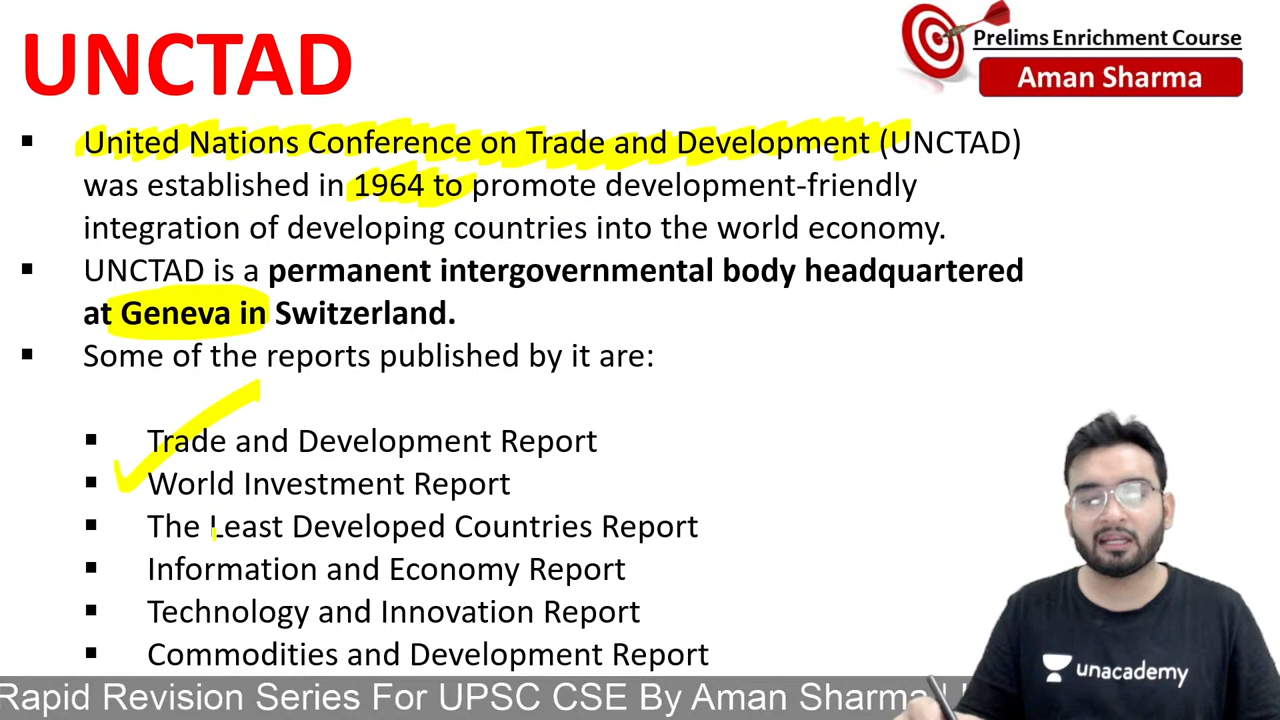 UNCTAD
Prelims Enrichment Course
Aman Sharma
▪ United Nations Conference on Trade and Development (UNCTAD)
was established in 1964 to promote development-friendly
integration of developing countries into the world economy.
▪ UNCTAD is a permanent intergovernmental body headquartered
at Geneva in Switzerland.
▪ Some of the reports published by it are:
▪ Trade and Development Report
▪ World Investment Report
▪ The Least Developed Countries Report
▪ Information and Economy Report
▪ Technology and Innovation Report
▪ Commodities and Development Report
unacademy
Rapid Revision Series For UPSC CSE By Aman Sharma